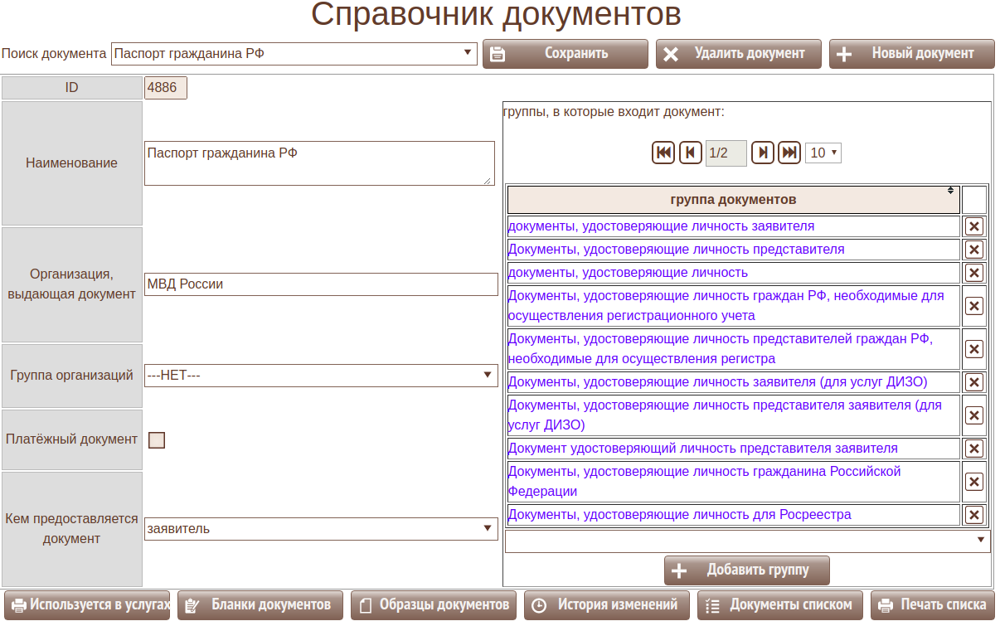 Справочник документов
Поиск документа Паспорт гражданина РФ Сохранить Удалить документ Новый документ
ID 4886
группы, в которые входит документ:
Наименование Паспорт гражданина РФ
1/2 10
группа документов
документы, удостоверяющие личность заявителя
Документы, удостоверяющие личность представителя
документы, удостоверяющие личность
Документы, удостоверяющие личность граждан РФ, необходимые для
осуществления регистрационного учета
Документы, удостоверяющие личность представителей граждан РФ,
необходимые для осуществления регистра
Документы, удостоверяющие личность заявителя (для услуг ДИЗО)
Документы, удостоверяющие личность представителя заявителя (для
услуг ДИЗО)
Документ удостоверяющий личность представителя заявителя
Документы, удостоверяющие личность гражданина Российской
Федерации
Документы, удостоверяющие личность для Росреестра
Добавить группу
Организация,
выдающая документ
МВД России
Группа организаций ---НЕТ---
Платёжный документ
Кем предоставляется
документ
заявитель
Используется в услугах Бланки документов Образцы документов История изменений Документы списком Печать списка